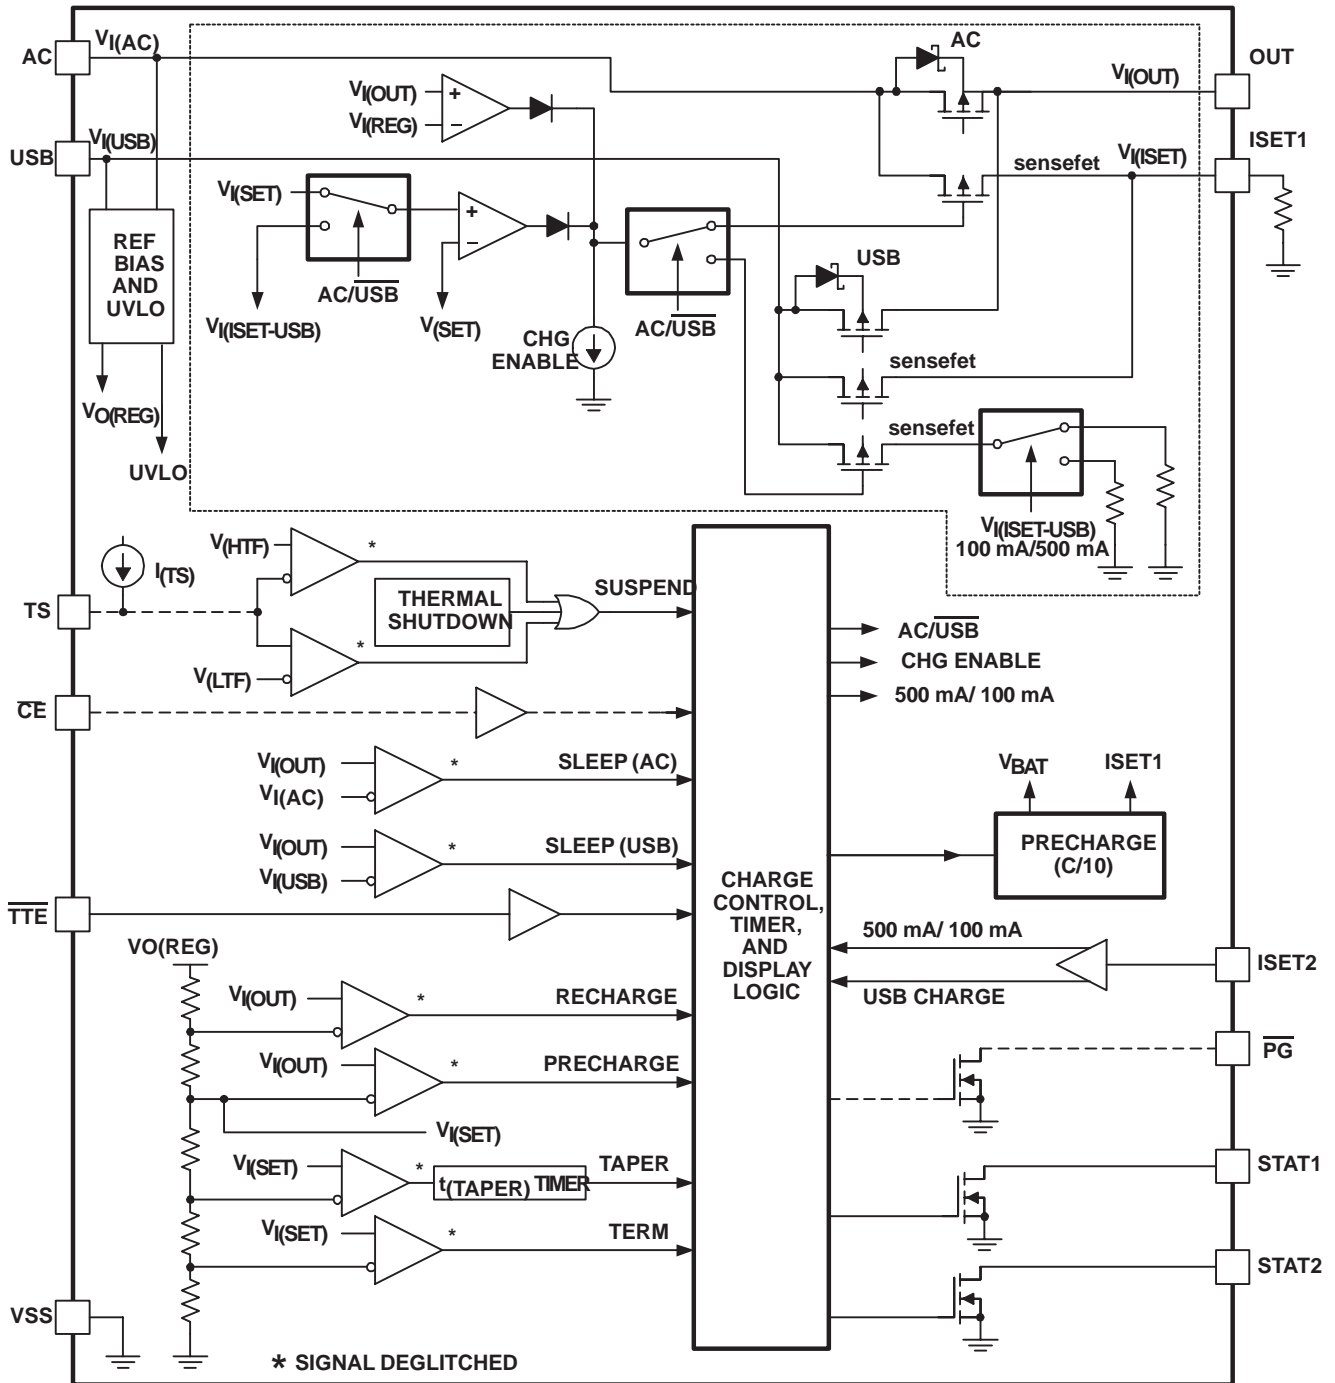 AC
VI(AC)
AC
OUT
VI(OUT)
VI(OUT)
+
VI(REG)
−
ISET1
VI(USB)
USB
sensefet
VI(ISET)
VI(SET)
+
−
REF
BIAS
AND
UVLO
USB
AC/USB
AC/USB
VI(ISET-USB)
V(SET)
CHG
ENABLE
sensefet
VO(REG)
sensefet
UVLO
VI(ISET-USB)
100 mA/500 mA
V(HTF)
*
I(TS)
SUSPEND
THERMAL
SHUTDOWN
TS
*
V(LTF)
AC/USB
CHG ENABLE
500 mA/ 100 mA
CE
VI(OUT)
*
SLEEP (AC)
VI(AC)
VBAT
ISET1
VI(OUT)
*
SLEEP (USB)
VI(USB)
PRECHARGE
(C/10)
CHARGE
CONTROL,
TIMER,
AND
DISPLAY
LOGIC
TTE
500 mA/ 100 mA
VO(REG)
ISET2
USB CHARGE
VI(OUT)
*
RECHARGE
PG
VI(OUT)
*
PRECHARGE
VI(SET)
VI(SET)
*
t(TAPER) TIMER
TAPER
STAT1
VI(SET)
*
TERM
STAT2
VSS
* SIGNAL DEGLITCHED